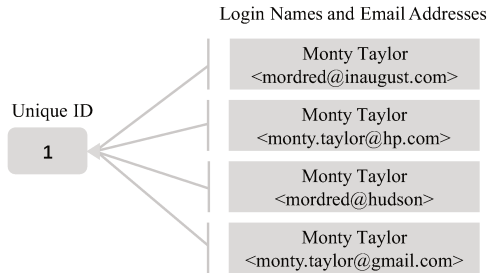 Login Names and Email Addresses
Monty Taylor
<mordred@inaugust.com>
Monty Taylor
<monty.taylor@hp.com>
Unique ID
1
Monty Taylor
<mordred@hudson>
Monty Taylor
<monty.taylor@gmail.com>